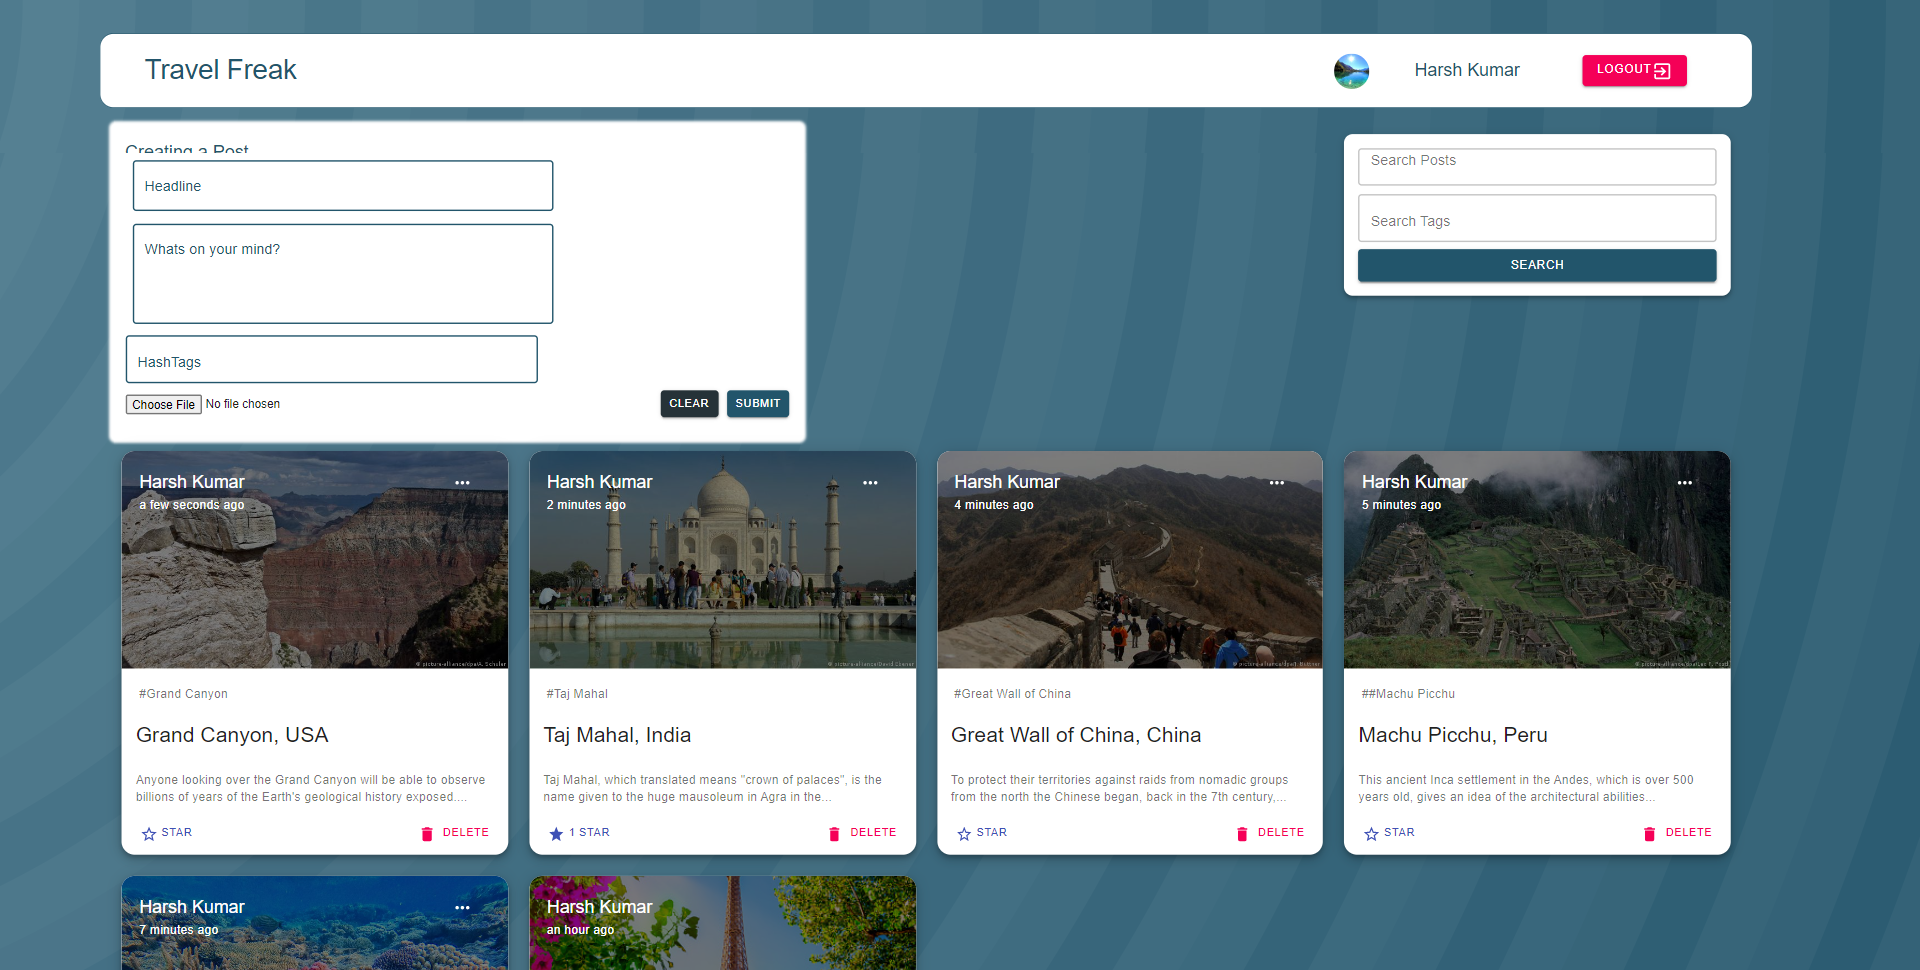 Travel Freak
Harsh Kumar
LOGOUT
Creating a Post
Headline
Whats on your mind?
HashTags
Choose File No file chosen
CLEAR
SUBMIT
Search Posts
Search Tags
SEARCH
Harsh Kumar
a few seconds ago
#Grand Canyon
Grand Canyon, USA
Anyone looking over the Grand Canyon will be able to observe
billions of years of the Earth's geological history exposed....
STAR
DELETE
Harsh Kumar
2 minutes ago
#Taj Mahal
Taj Mahal, India
Taj Mahal, which translated means "crown of palaces", is the
name given to the huge mausoleum in Agra in the...
1 STAR
DELETE
Harsh Kumar
4 minutes ago
#Great Wall of China
Great Wall of China, China
To protect their territories against raids from nomadic groups
from the north the Chinese began, back in the 7th century,...
STAR
DELETE
Harsh Kumar
5 minutes ago
##Machu Picchu
Machu Picchu, Peru
This ancient Inca settlement in the Andes, which is over 500
years old, gives an idea of the architectural abilities...
STAR
DELETE
Harsh Kumar
7 minutes ago
Harsh Kumar
an hour ago